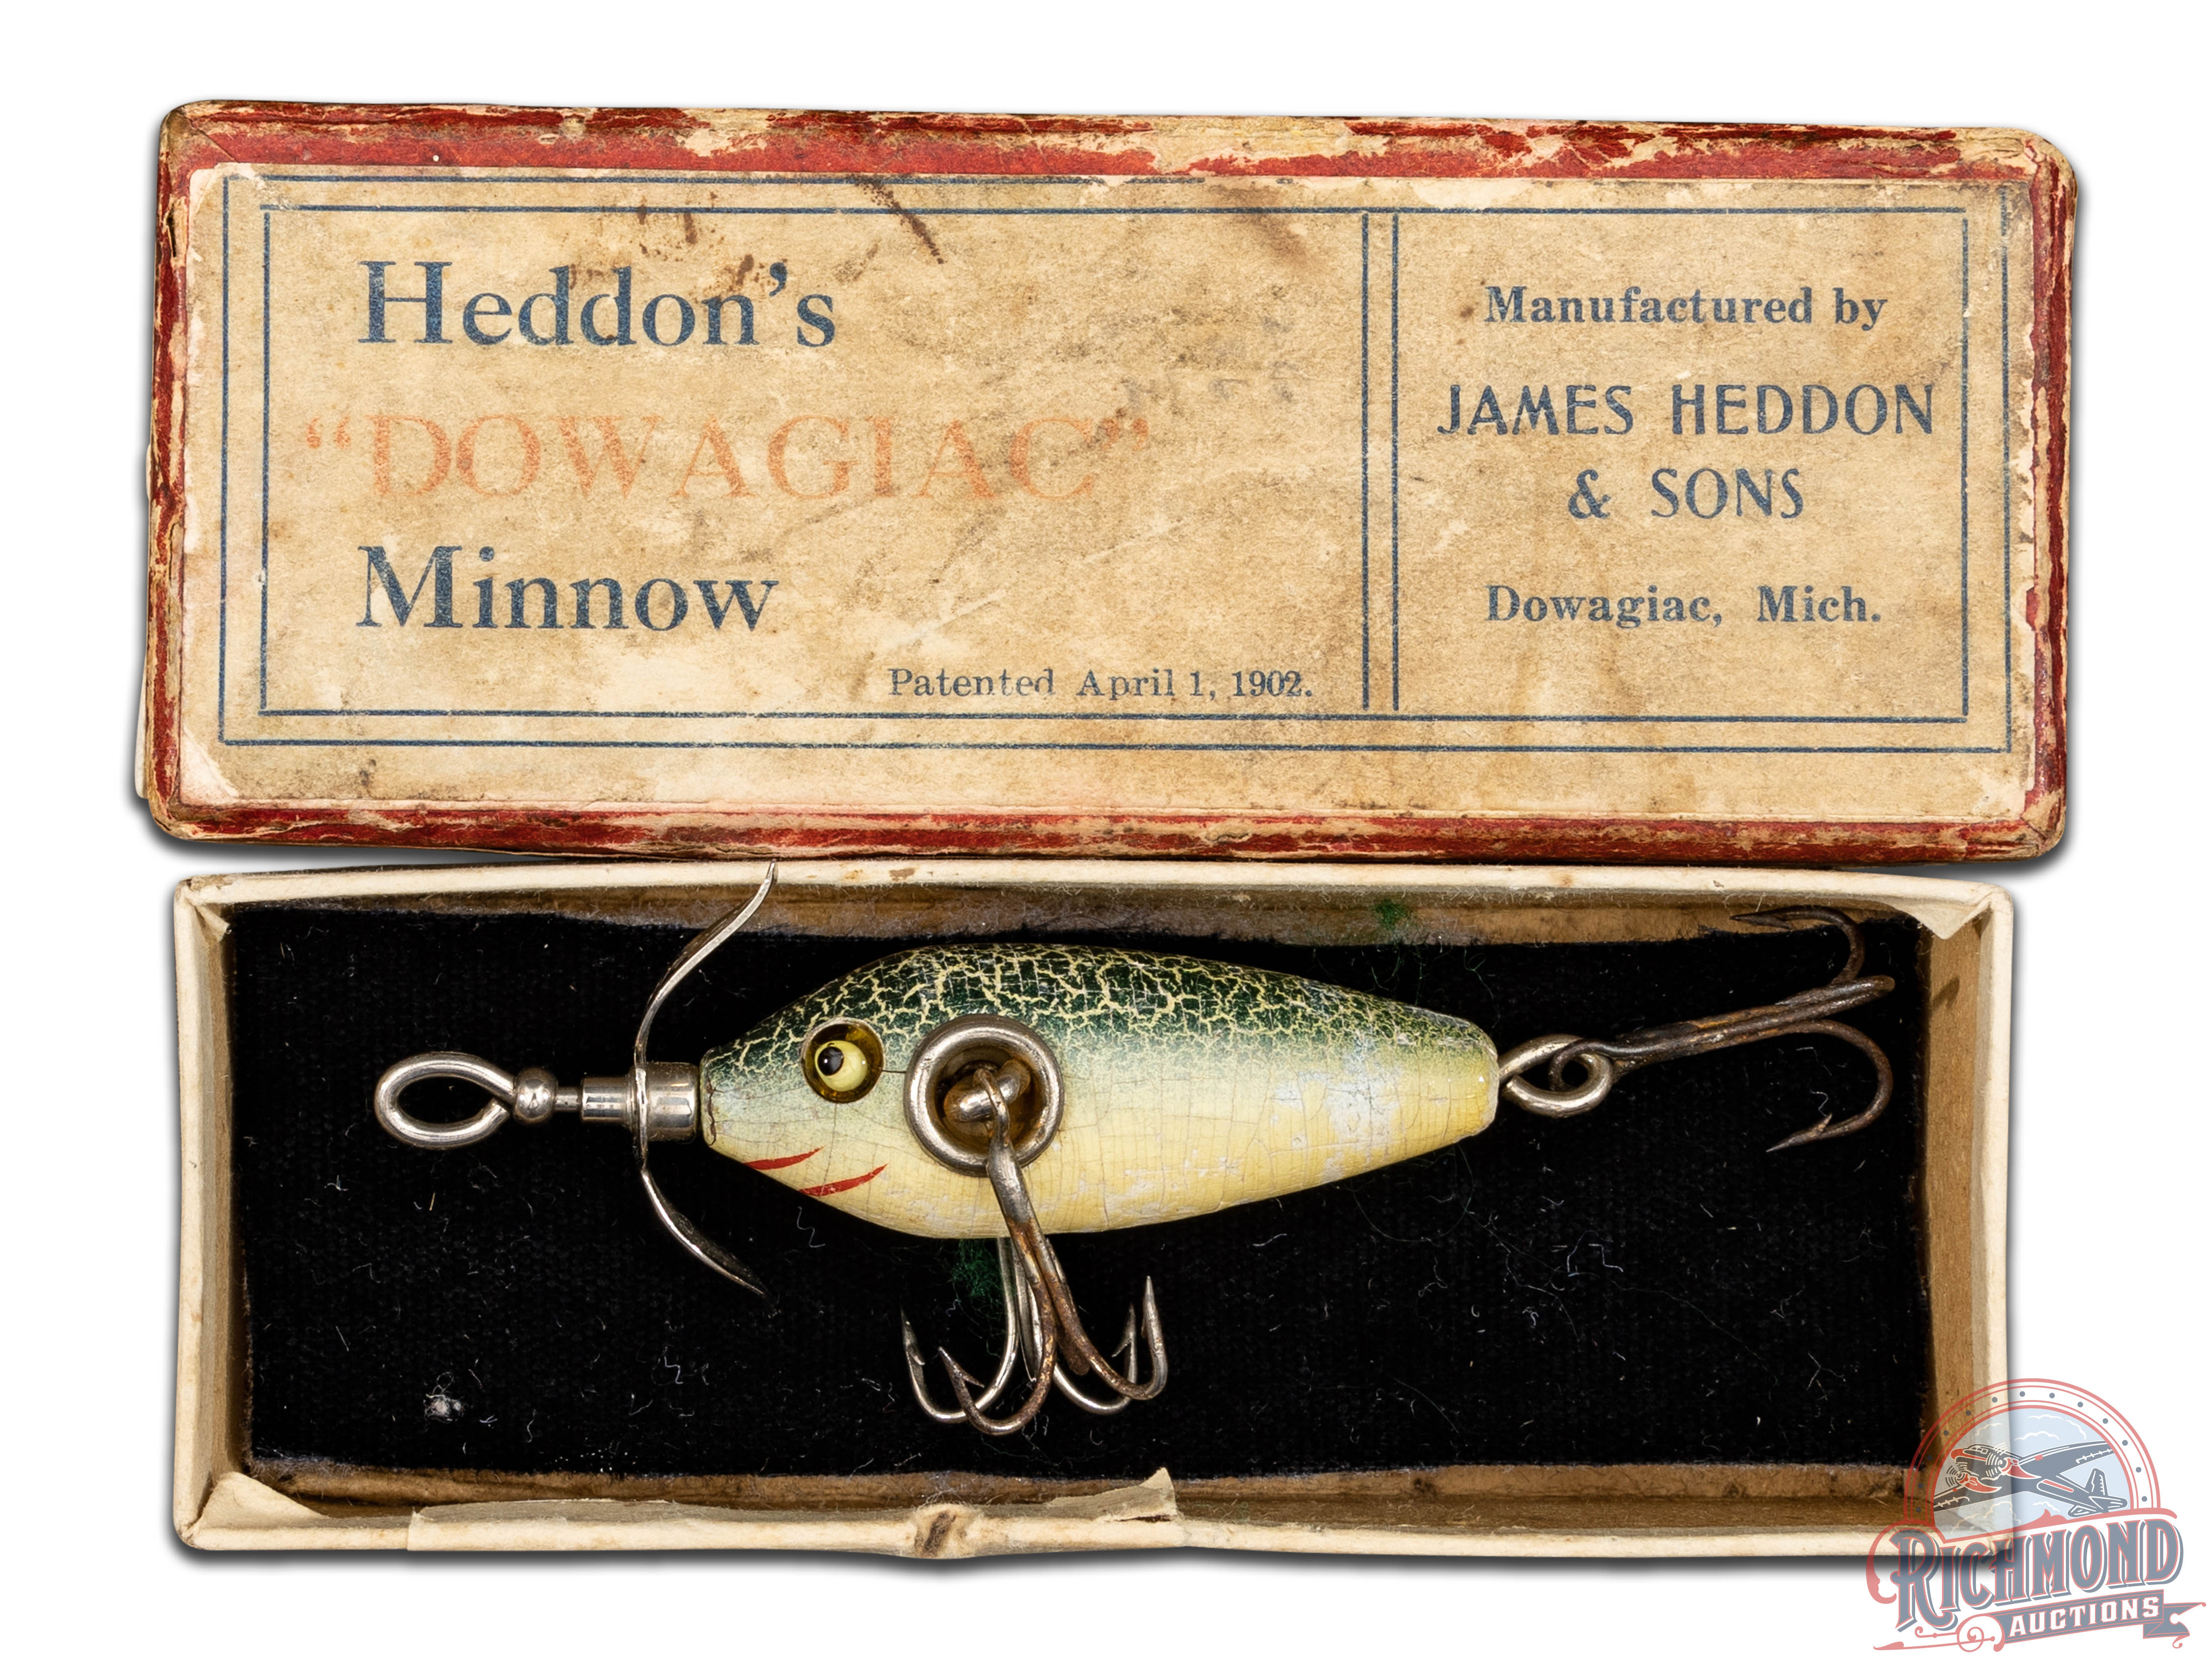 Heddon's
"DOWAGIAC"
Minnow
Patented April 1, 1902.
Manufactured by
JAMES HEDDON
& SONS
Dowagiac, Mich.
RICHMOND
AUCTIONS